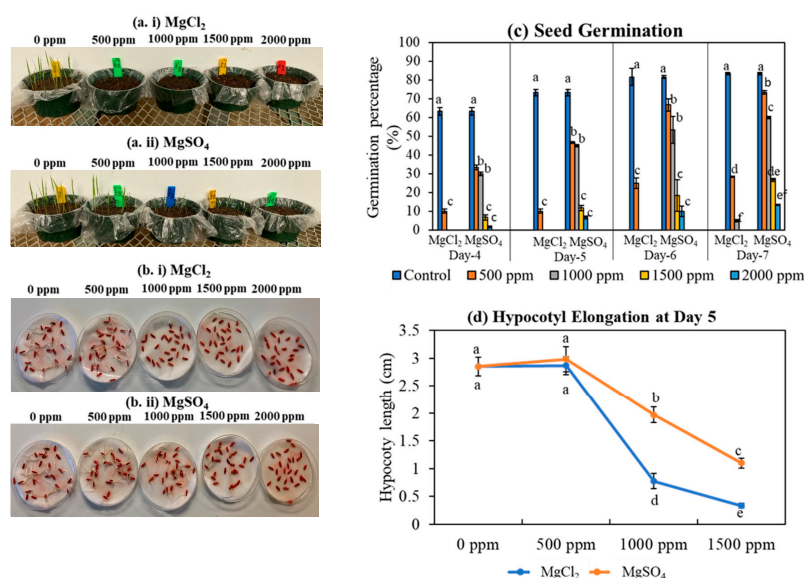 (a. i) MgCl2
0 ppm 500 ppm 1000 ppm 1500 ppm 2000 ppm
(a. ii) MgSO4
0 ppm 500 ppm 1000 ppm 1500 ppm 2000 ppm
(b. i) MgCl2
0 ppm 500 ppm 1000 ppm 1500 ppm 2000 ppm
(b. ii) MgSO4
0 ppm 500 ppm 1000 ppm 1500 ppm 2000 ppm
(c) Seed Germination
Germination percentage
(%)
100
90
80
70
60
50
40
30
20
10
0
a c a b b c c
a c a b b c c
a c a b b c c
a d f a b c de ef
MgCl2 MgSO4 MgCl2 MgSO4 MgCl2 MgSO4 MgCl2 MgSO4
Day-4 Day-5 Day-6 Day-7
Control 500 ppm 1000 ppm 1500 ppm 2000 ppm
(d) Hypocotyl Elongation at Day 5
Hypocoty length (cm)
3.5
3
2.5
2
1.5
1
0.5
0
a a b c
a a d e
0 ppm 500 ppm 1000 ppm 1500 ppm
MgCl2 MgSO4